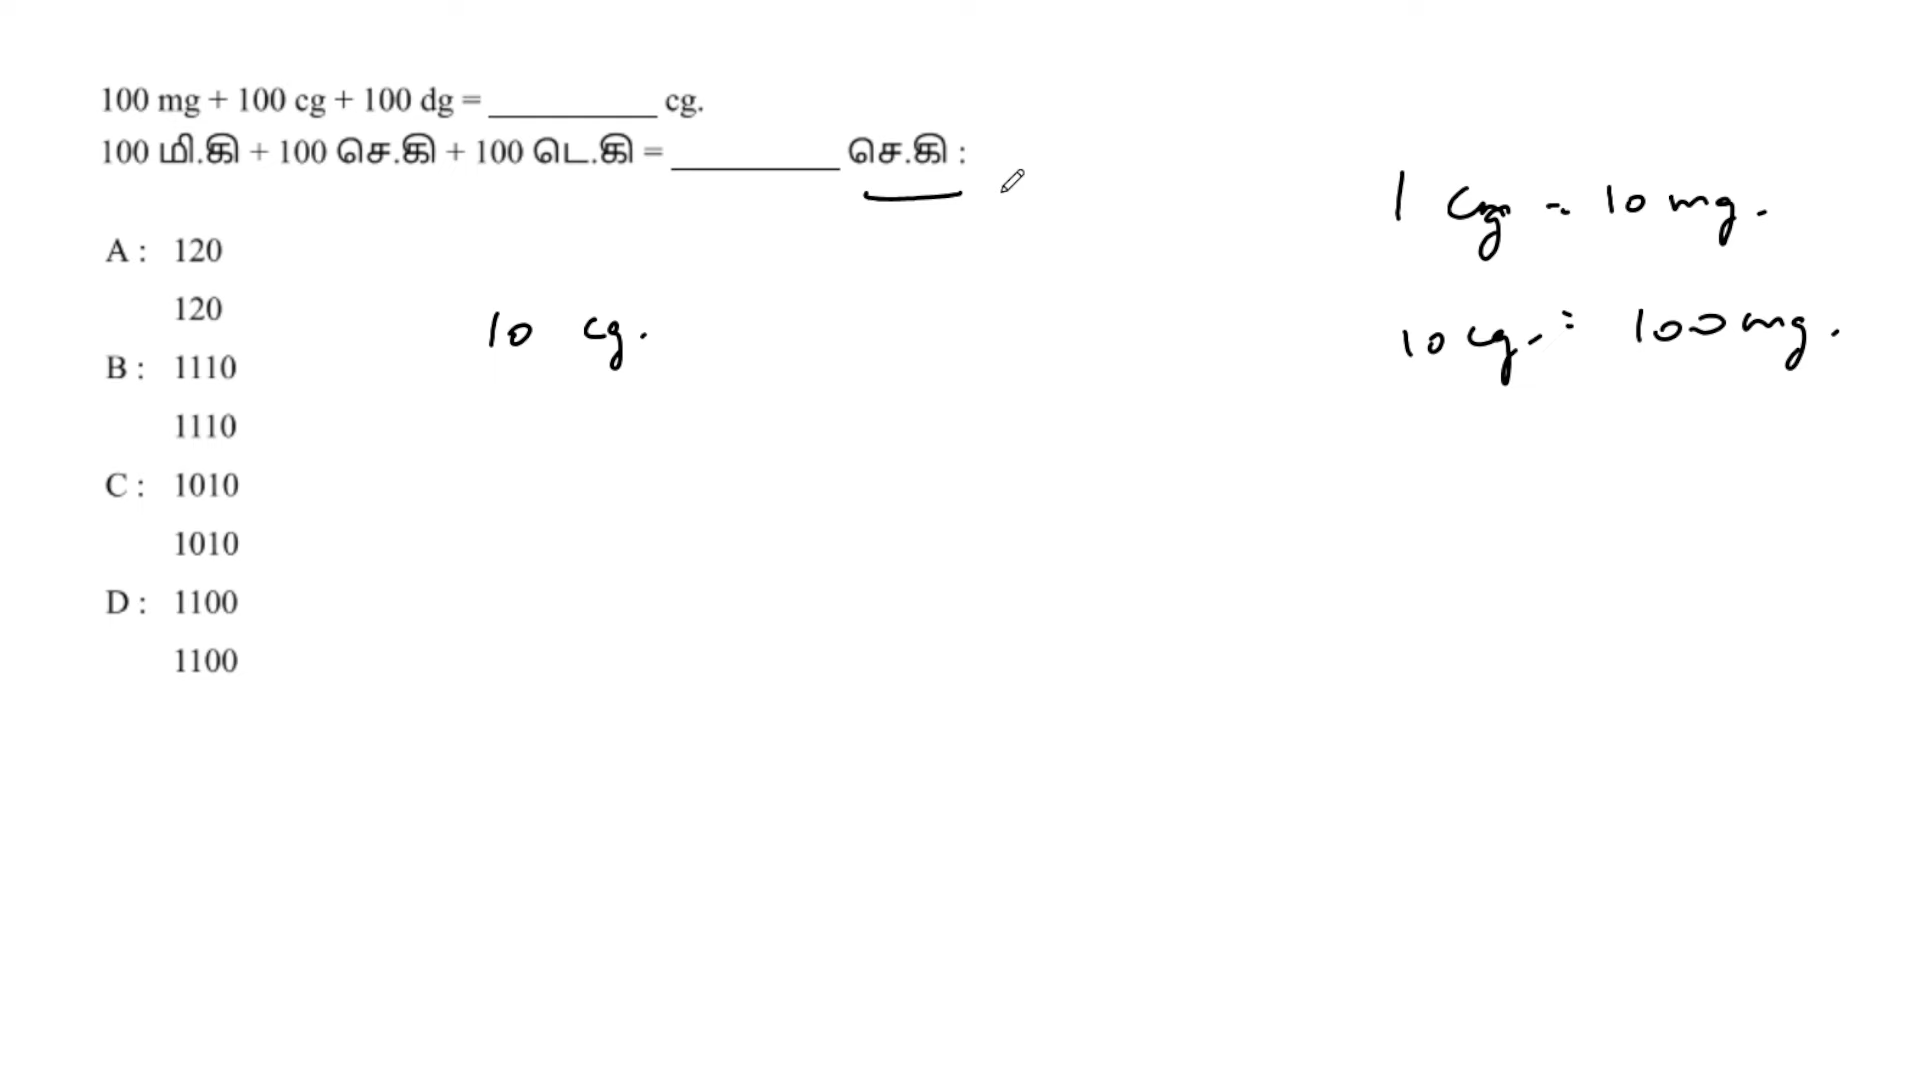 100 mg + 100 cg + 100 dg = __________ cg.
100 மி.கி + 100 செ.கி + 100 டெ.கி = __________ செ.கி :
1 cg = 10 mg.
A : 120
120
10 cg.
10 cg. = 100 mg.
B : 1110
1110
C : 1010
1010
D : 1100
1100